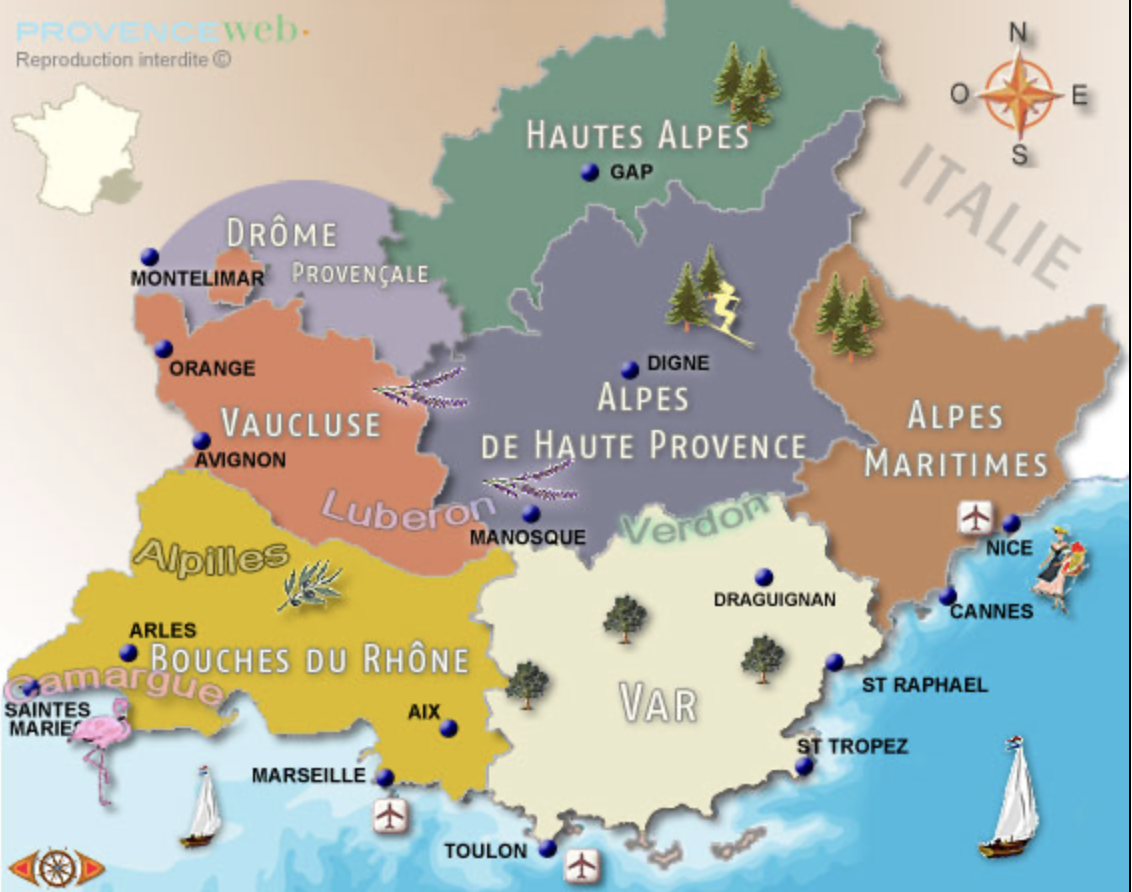 PROVENCEweb.
Reproduction interdite ©
N
O
E
S
ITALIE
HAUTES ALPES
GAP
DRÔME
PROVENÇALE
MONTELIMAR
ORANGE
VAUCLUSE
AVIGNON
DIGNE
ALPES
DE HAUTE PROVENCE
ALPES
MARITIMES
Luberon
MANOSQUE
Verdon
NICE
CANNES
Alpilles
DRAGUIGNAN
ARLES
BOUCHES DU RHÔNE
Camargue
SAINTES
MARIES
AIX
VAR
ST RAPHAEL
ST TROPEZ
MARSEILLE
TOULON